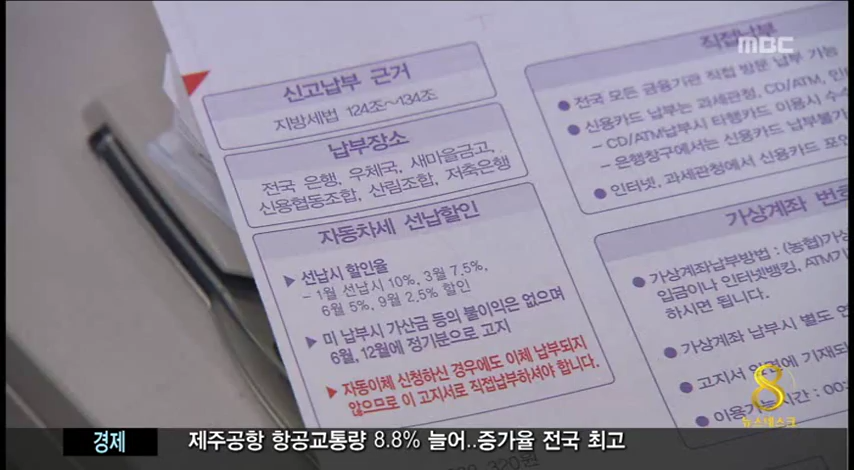 신고납부 근거
지방세법 124조~134조
납부장소
전국 은행, 우체국, 새마을금고,
신용협동조합, 산림조합, 저축은행
자동차세 선납할인
▶ 선납시 할인율
- 1월 선납시 10%, 3월 7.5%,
6월 5%, 9월 2.5% 할인
▶ 미 납부시 가산금 등의 불이익은 없으며
6월, 12월에 정기분으로 고지
▶ 자동이체 신청하신 경우에도 이체 납부되지
않으므로 이 고지서로 직접납부하셔야 합니다.
직접납부
● 전국 모든 금융기관 직접 방문 납부 가능
● 신용카드 납부는 과세관청, CD/ATM,
- CD/ATM납부시 타행카드 이용시
- 은행창구에서는 신용카드 납부불가
● 인터넷, 과세관청에서 신용카드
가상계좌
● 가상계좌납부방법 : (농협)
입금이나 인터넷뱅킹,
하시면 됩니다.
● 가상계좌 납부시 별도
● 고지서
MBC
8
뉴스데스크
경제
제주공항 항공교통량 8.8% 늘어..증가율 전국 최고